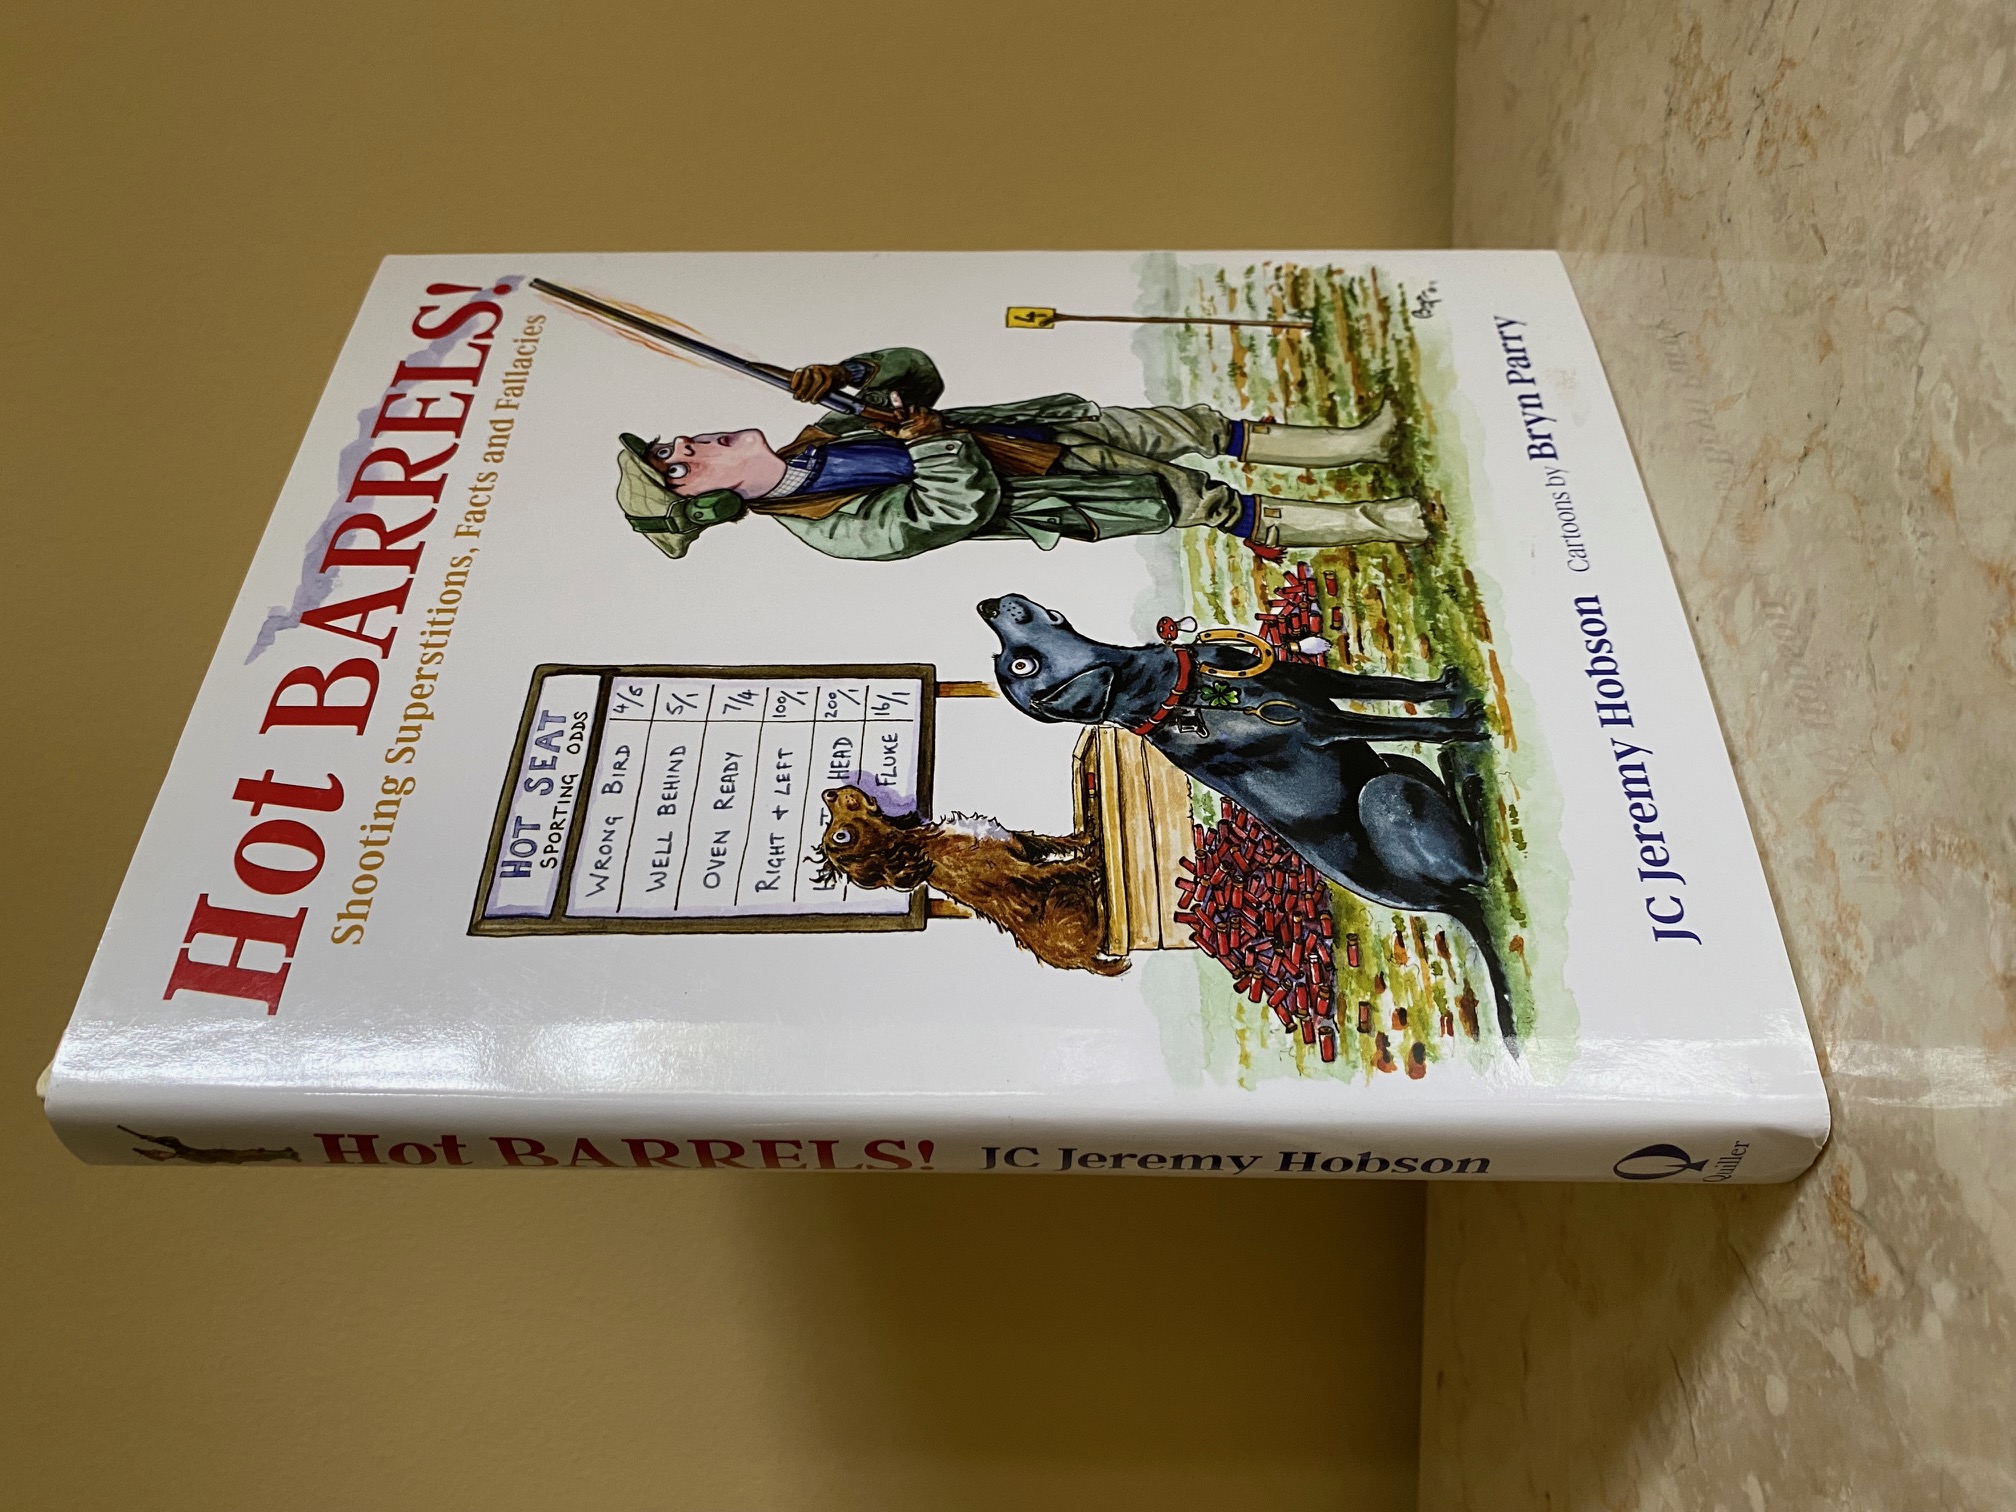 Hot BARRELS!
Shooting Superstitions, Facts and Fallacies
HOT SEAT
SPORTING ODDS
WRONG BIRD 4/5
WELL BEHIND 5/1
OVEN READY 7/4
RIGHT + LEFT 100/1
HEAD 200/1
FLUKE 16/1
4
JC Jeremy Hobson Cartoons by Bryn Parry
Hot BARRELS! JC Jeremy Hobson
Quiller